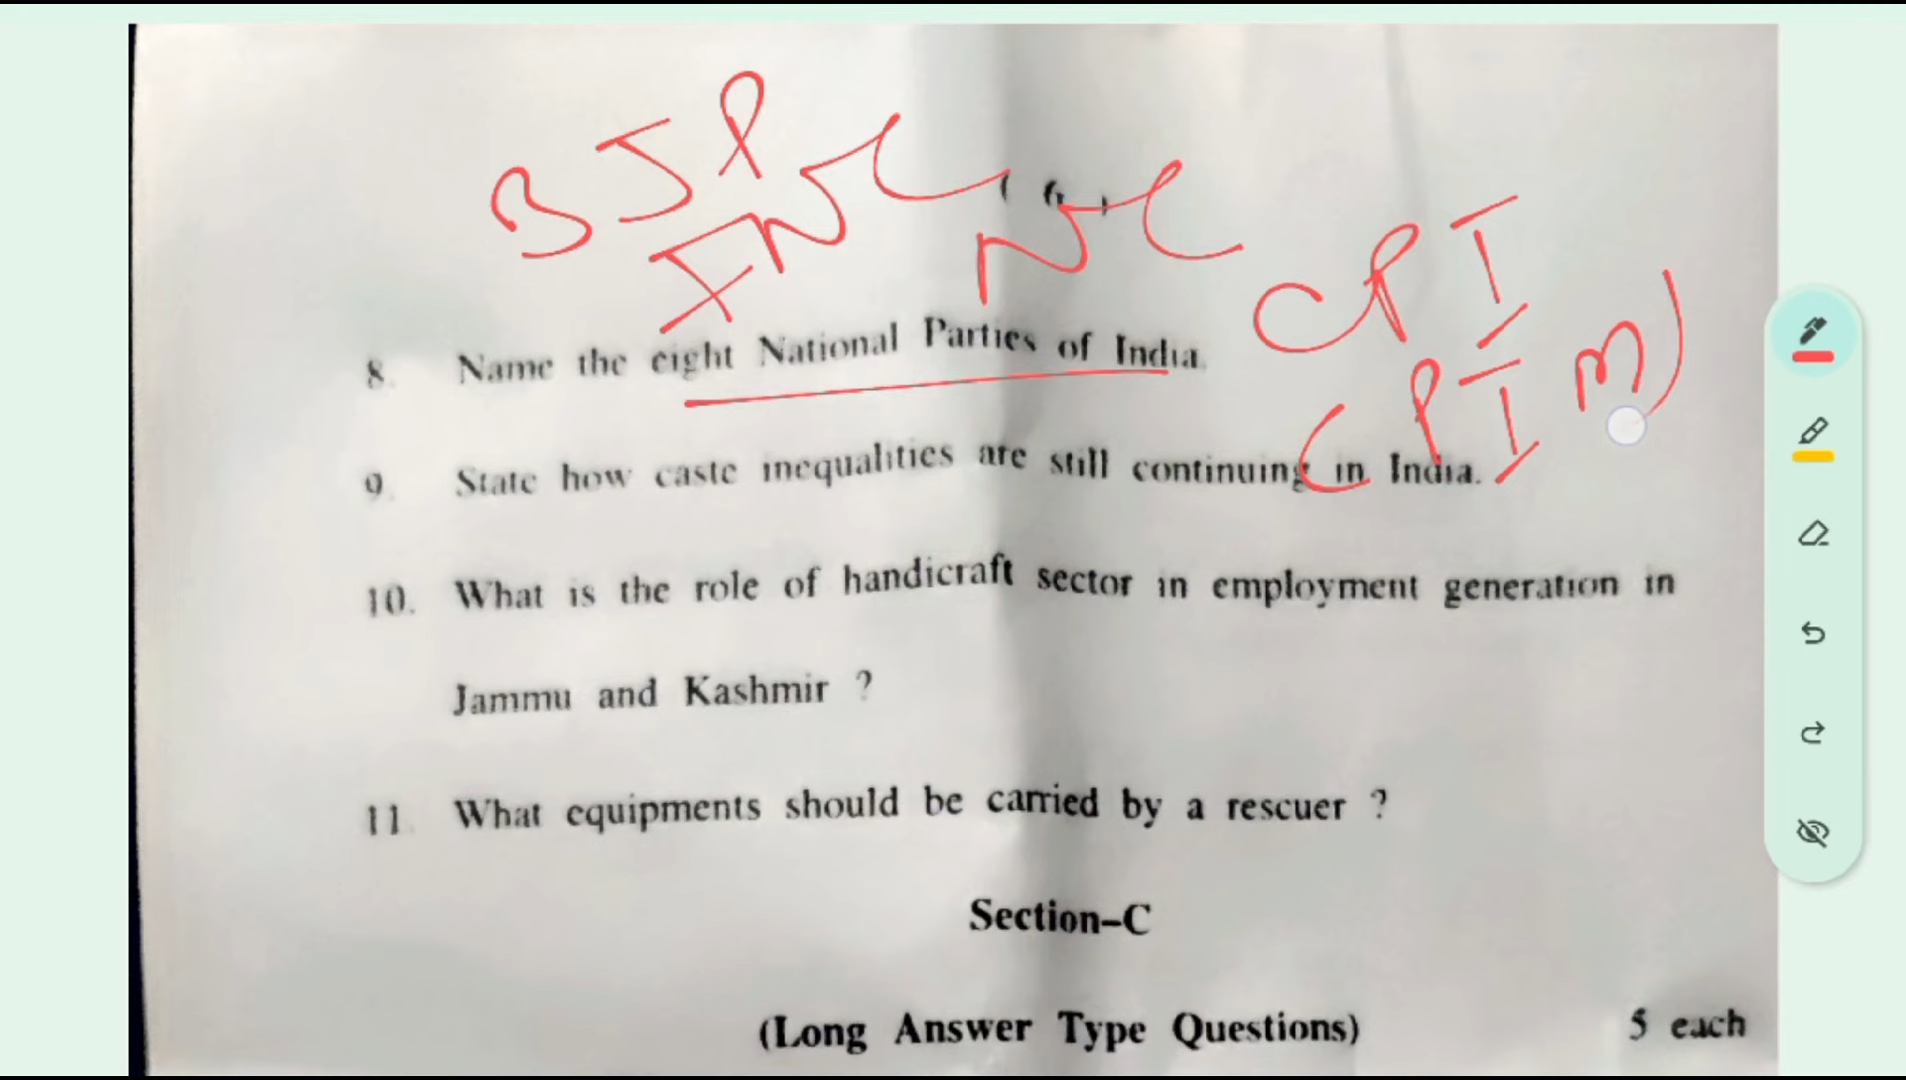 BJP
INC
( 6 )
NC
CPI
8. Name the eight National Parties of India.
CPI M)
9. State how caste inequalities are still continuing in India.
10. What is the role of handicraft sector in employment generation in
Jammu and Kashmir ?
11. What equipments should be carried by a rescuer ?
Section–C
(Long Answer Type Questions) 5 each